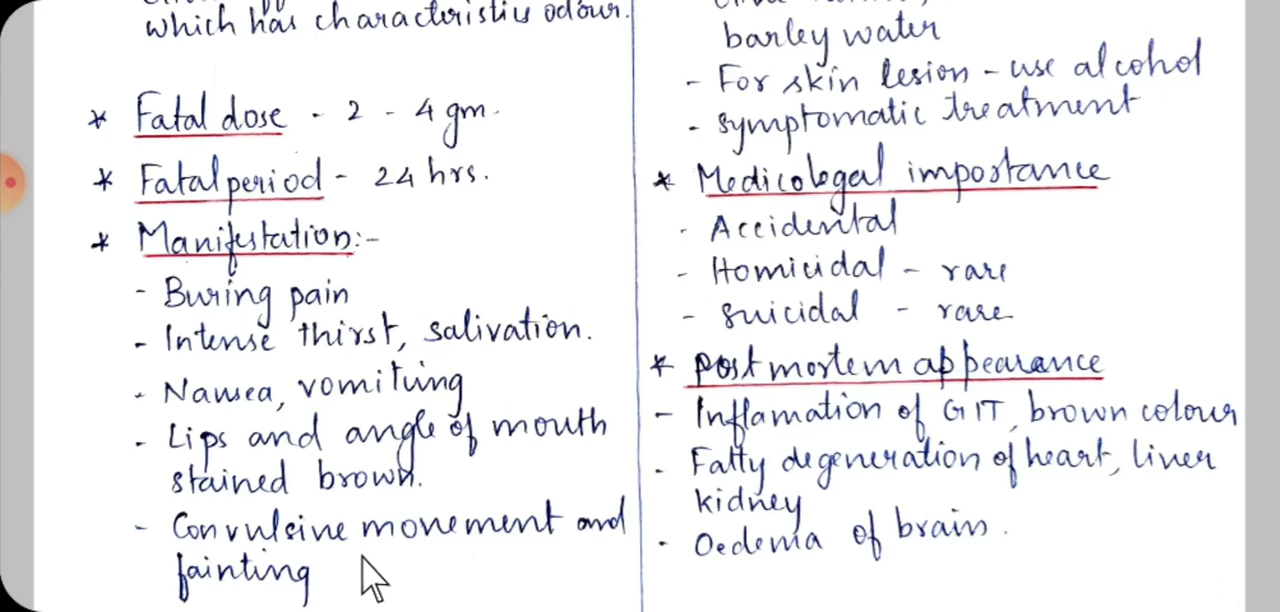 which has characteristic odour.
* Fatal dose - 2 - 4 gm.
* Fatal period - 24 hrs.
* Manifestation:-
- Buring pain
- Intense thirst, salivation.
- Nausea, vomiting
- Lips and angle of mouth
stained brown.
- Convulsive movement and
fainting
barley water
- For skin lesion - use alcohol
- symptomatic treatment
* Medicolegal importance
- Accidental
- Homicidal - rare
- suicidal - rare
* Post mortem appearance
- Inflamation of GIT, brown colour
- Fatty degeneration of heart, liver
kidney
- Oedema of brain.